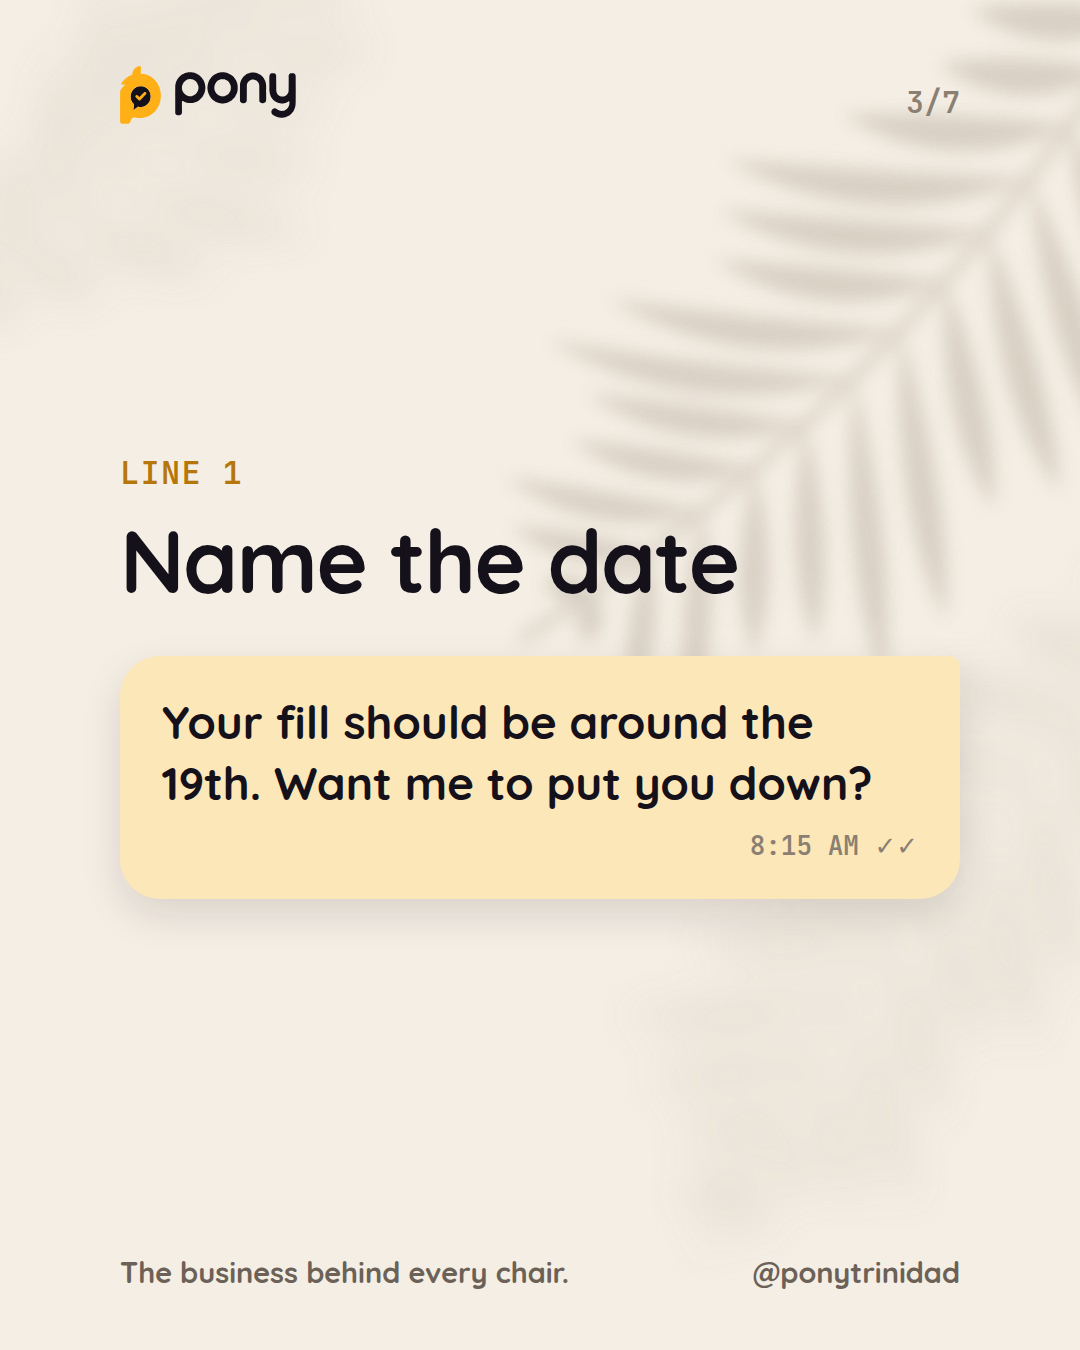 pony
3/7
LINE 1
Name the date
Your fill should be around the
19th. Want me to put you down?
8:15 AM ✓✓
The business behind every chair.
@ponytrinidad